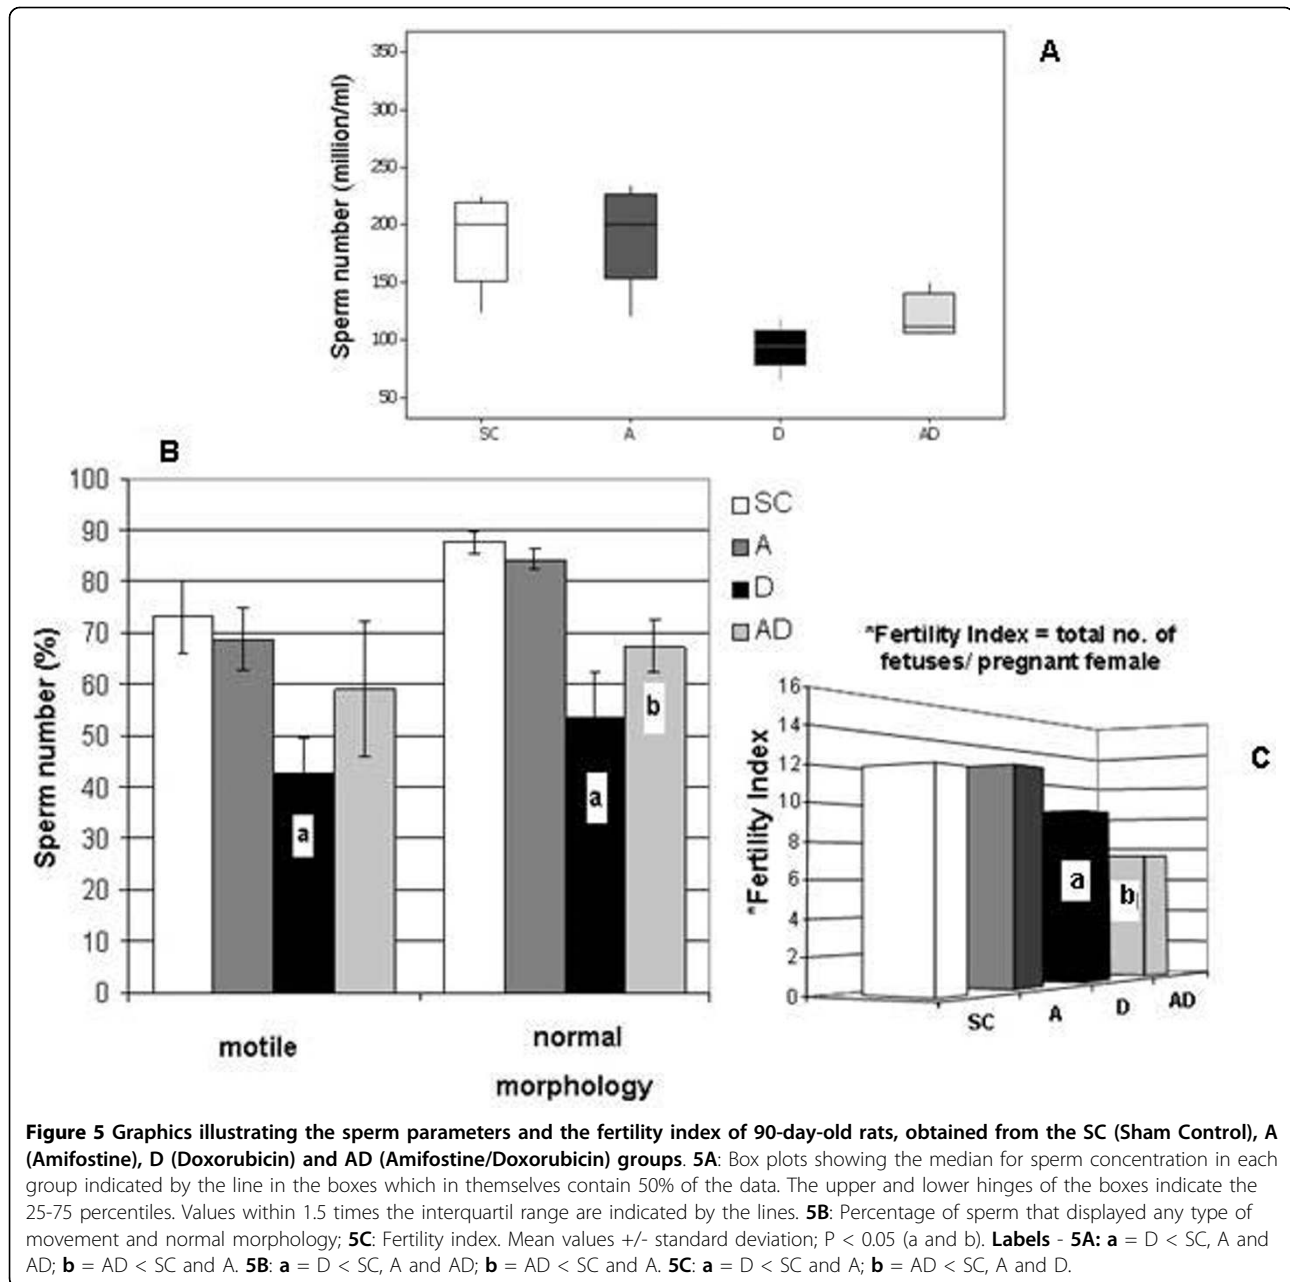 A
Sperm number (million/ml)
350
300
250
200
150
100
50
SC A D AD
B
Sperm number (%)
100
90
80
70
60
50
40
30
20
10
0
a
a
b
motile
normal
morphology
SC
A
D
AD
*Fertility Index = total no. of
fetuses/ pregnant female
C
*Fertility Index
16
14
12
10
8
6
4
2
0
a
b
SC A D AD
Figure 5 Graphics illustrating the sperm parameters and the fertility index of 90-day-old rats, obtained from the SC (Sham Control), A
(Amifostine), D (Doxorubicin) and AD (Amifostine/Doxorubicin) groups. 5A: Box plots showing the median for sperm concentration in each
group indicated by the line in the boxes which in themselves contain 50% of the data. The upper and lower hinges of the boxes indicate the
25-75 percentiles. Values within 1.5 times the interquartil range are indicated by the lines. 5B: Percentage of sperm that displayed any type of
movement and normal morphology; 5C: Fertility index. Mean values +/- standard deviation; P < 0.05 (a and b). Labels - 5A: a = D < SC, A and
AD; b = AD < SC and A. 5B: a = D < SC, A and AD; b = AD < SC and A. 5C: a = D < SC and A; b = AD < SC, A and D.